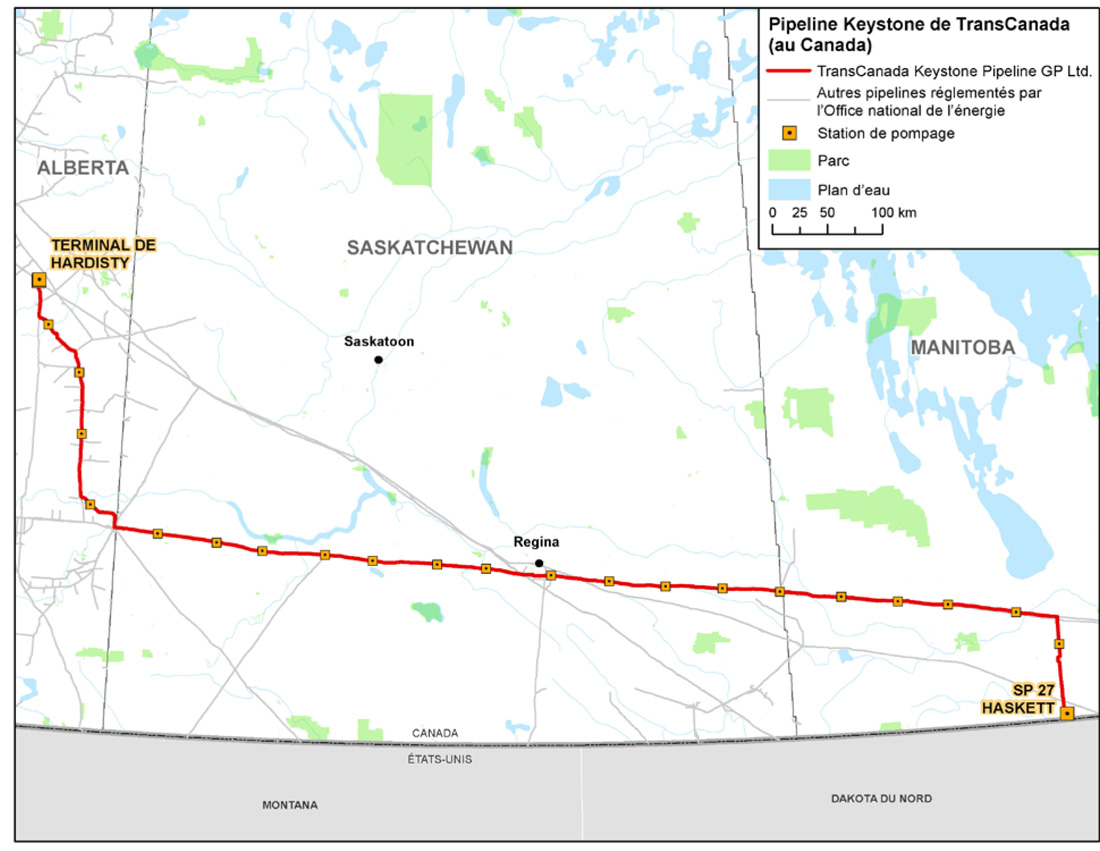 Pipeline Keystone de TransCanada
(au Canada)
TransCanada Keystone Pipeline GP Ltd.
Autres pipelines réglementés par
l'Office national de l'énergie
Station de pompage
Parc
Plan d'eau
0 25 50 100 km
ALBERTA
SASKATCHEWAN
TERMINAL DE
HARDISTY
Saskatoon
MANITOBA
Regina
SP 27
HASKETT
CANADA
ÉTATS-UNIS
MONTANA
DAKOTA DU NORD